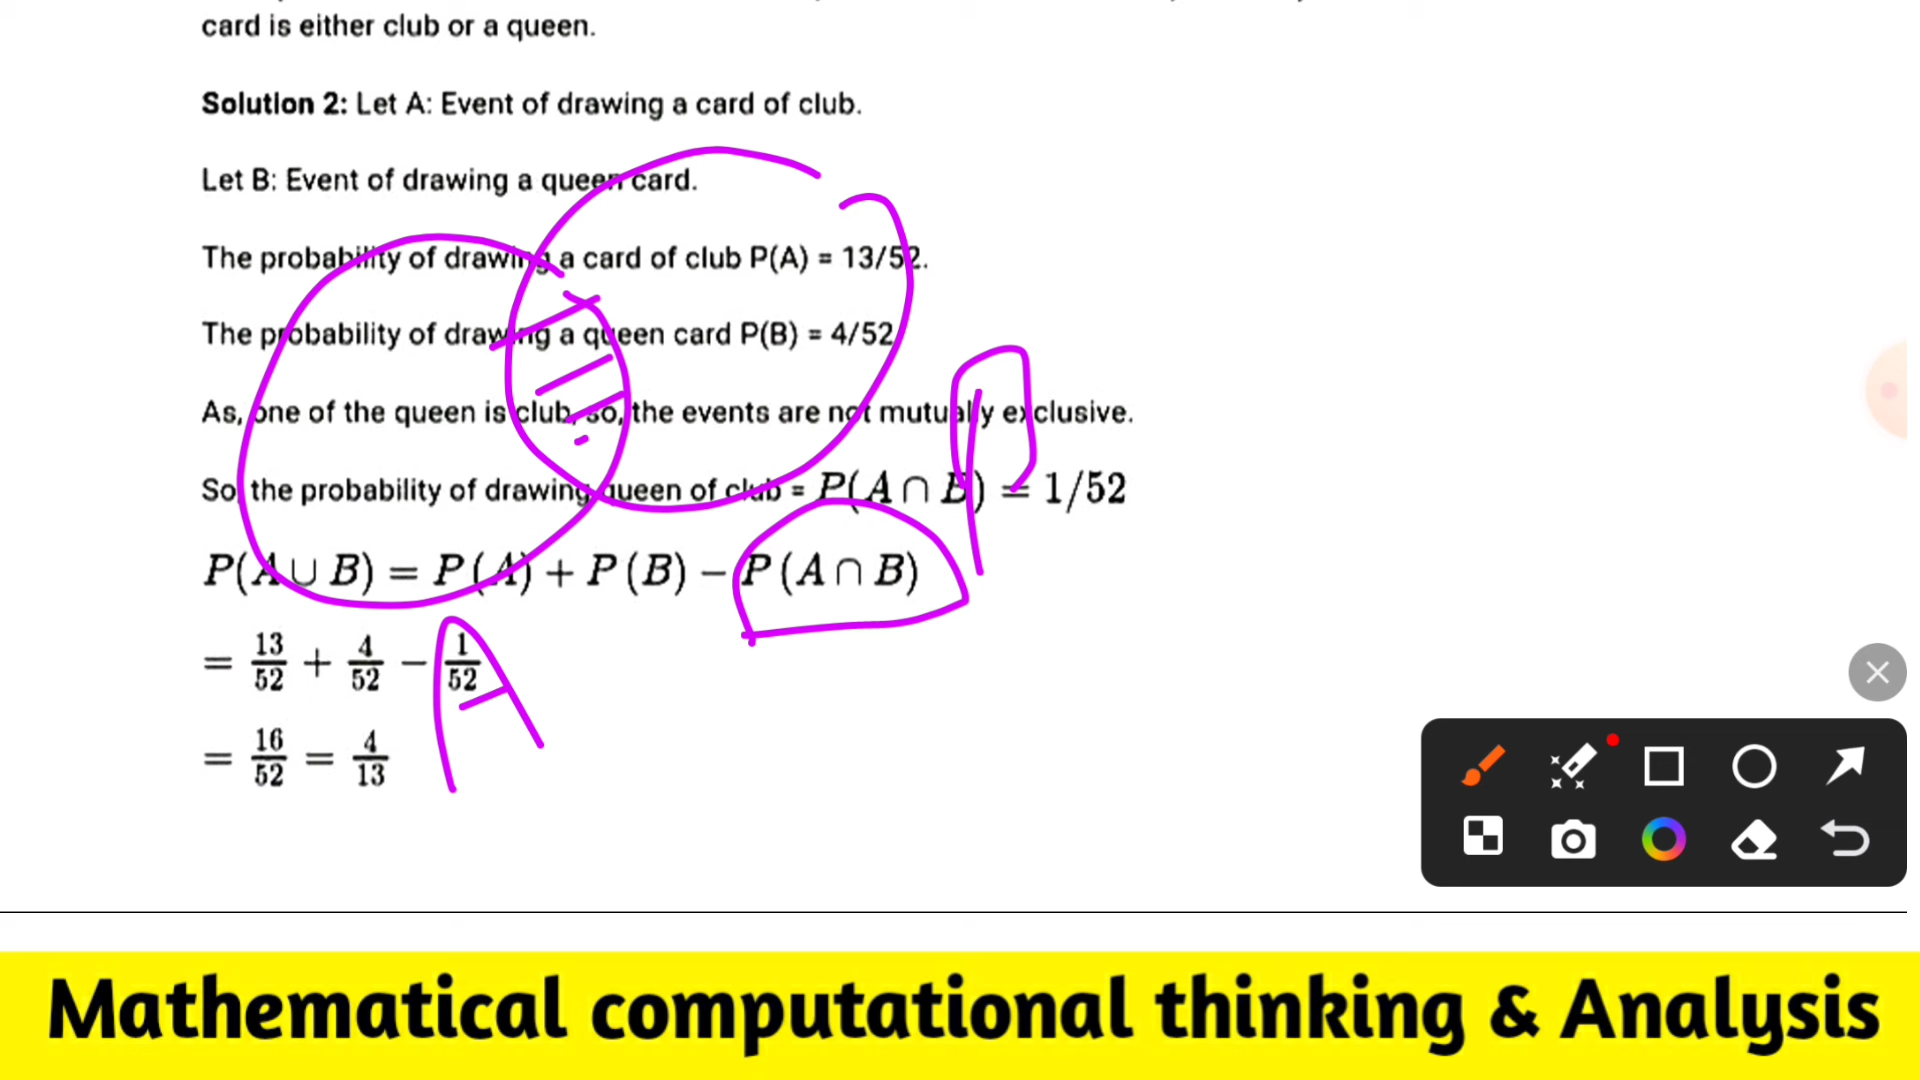 card is either club or a queen.
Solution 2: Let A: Event of drawing a card of club.
Let B: Event of drawing a queen card.
The probability of drawing a card of club P(A) = 13/52.
The probability of drawing a queen card P(B) = 4/52
As, one of the queen is club, so, the events are not mutually exclusive.
So the probability of drawing queen of club = P(A ∩ B) = 1/52
P(A ∪ B) = P(A) + P(B) − P(A ∩ B)
= 13/52 + 4/52 − 1/52
= 16/52 = 4/13
A
Mathematical computational thinking & Analysis